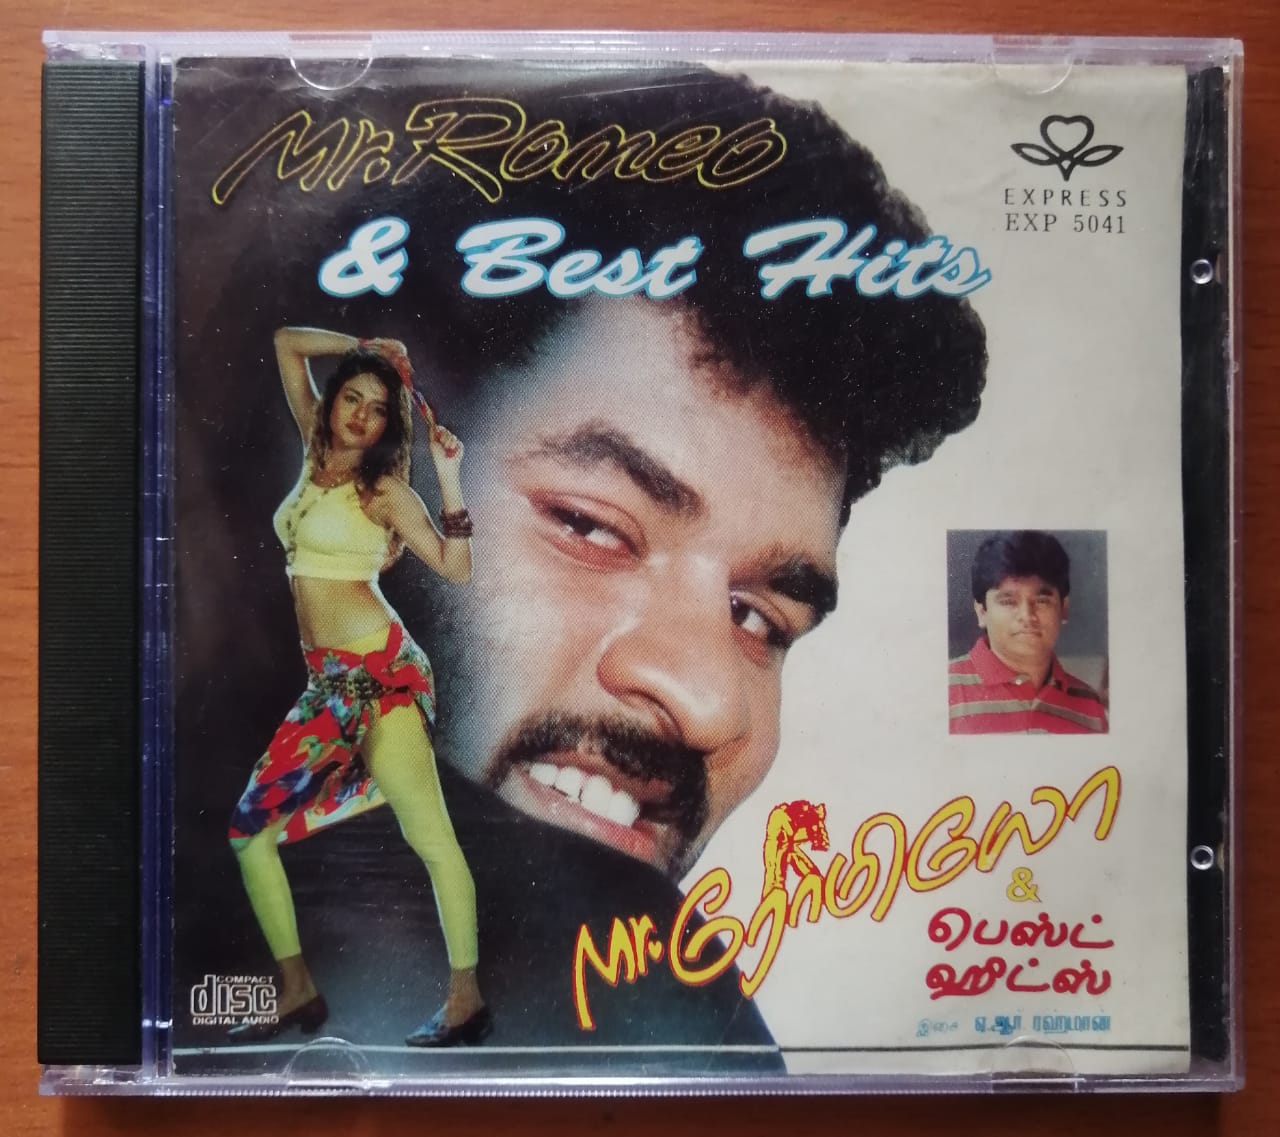 Mr. Romeo
& Best Hits
EXPRESS
EXP 5041
Mr. ரோமியோ
&
பெஸ்ட்
ஹிட்ஸ்
இசை ஏ.ஆர் ரஹ்மான்
COMPACT
disc
DIGITAL AUDIO